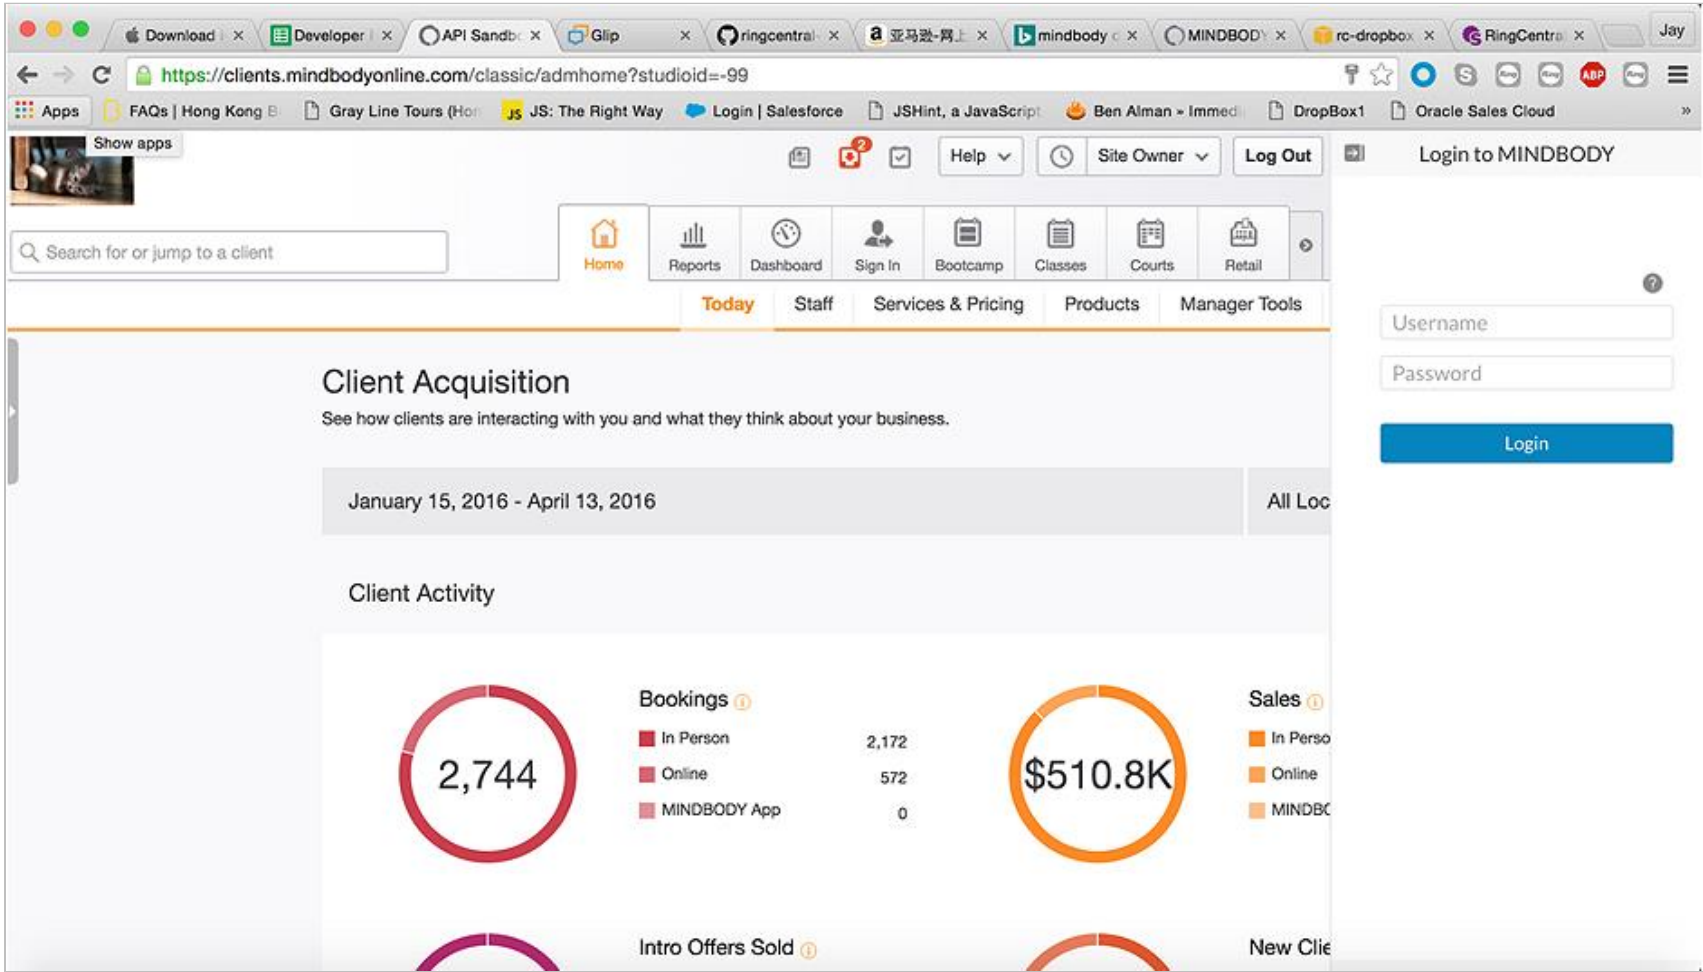 Download
Developer
API Sandbo
Glip
ringcentral-
亚马逊-网上
mindbody c
MINDBODY
rc-dropbox
RingCentra
Jay
https://clients.mindbodyonline.com/classic/admhome?studioid=-99
ABP
Apps
FAQs | Hong Kong B
Gray Line Tours (Hon
JS
JS: The Right Way
Login | Salesforce
JSHint, a JavaScript
Ben Alman » Immedi
DropBox1
Oracle Sales Cloud
»
Show apps
2
Help
Site Owner
Log Out
Login to MINDBODY
Search for or jump to a client
Home
Reports
Dashboard
Sign In
Bootcamp
Classes
Courts
Retail
Today
Staff
Services & Pricing
Products
Manager Tools
Username
Password
Login
Client Acquisition
See how clients are interacting with you and what they think about your business.
January 15, 2016 - April 13, 2016
All Loc
Client Activity
2,744
Bookings
In Person 2,172
Online 572
MINDBODY App 0
$510.8K
Sales
In Perso
Online
MINDBO
Intro Offers Sold
New Clie